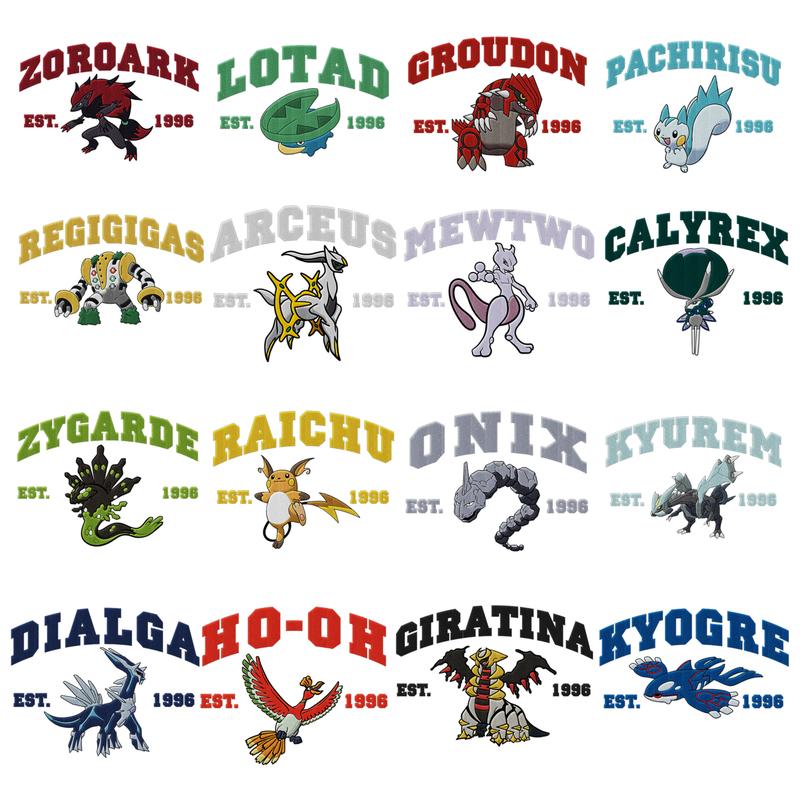 ZOROARK
EST. 1996
LOTAD
EST. 1996
GROUDON
EST. 1996
PACHIRISU
EST. 1996
REGIGIGAS
EST. 1996
ARCEUS
EST. 1996
MEWTWO
EST. 1996
CALYREX
EST. 1996
ZYGARDE
EST. 1996
RAICHU
EST. 1996
ONIX
EST. 1996
KYUREM
EST. 1996
DIALGA
EST. 1996
HO-OH
EST. 1996
GIRATINA
EST. 1996
KYOGRE
EST. 1996